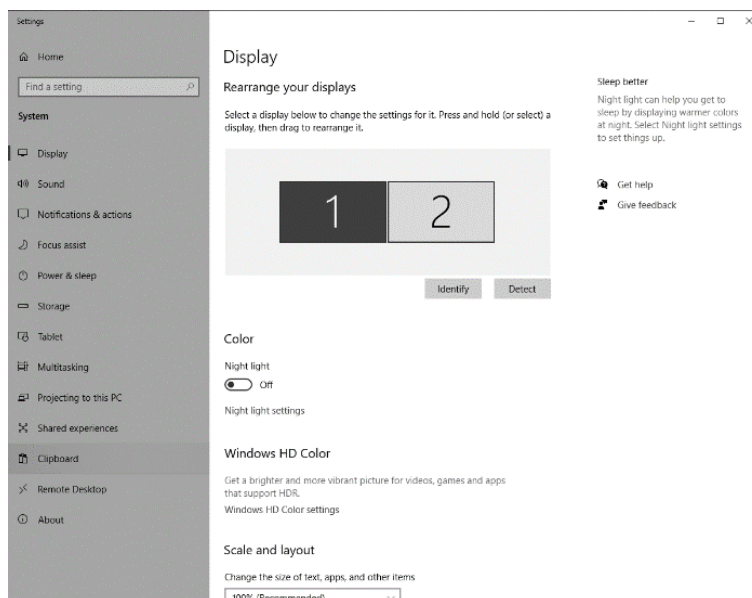 Settings
Home
Find a setting
System
Display
Sound
Notifications & actions
Focus assist
Power & sleep
Storage
Tablet
Multitasking
Projecting to this PC
Shared experiences
Clipboard
Remote Desktop
About
Display
Rearrange your displays
Select a display below to change the settings for it. Press and hold (or select) a
display, then drag to rearrange it.
1
2
Identify
Detect
Color
Night light
Off
Night light settings
Windows HD Color
Get a brighter and more vibrant picture for videos, games and apps
that support HDR.
Windows HD Color settings
Scale and layout
Change the size of text, apps, and other items
100% (Recommended)
Sleep better
Night light can help you get to
sleep by displaying warmer colors
at night. Select Night light settings
to set things up.
Get help
Give feedback